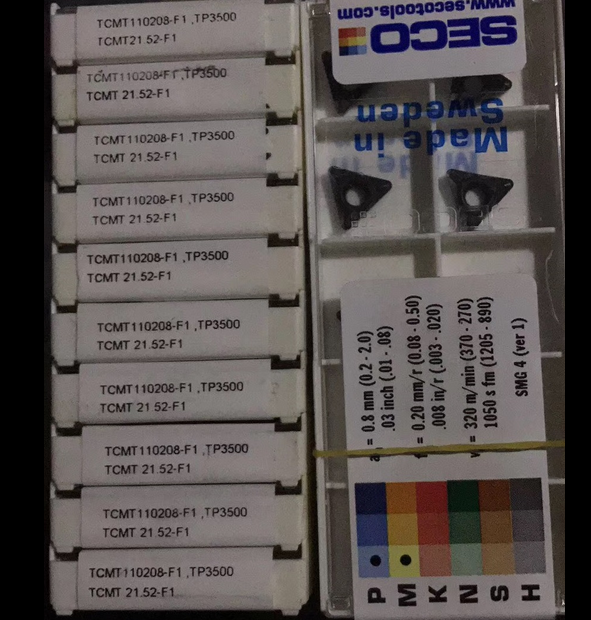 TCMT110208-F1 ,TP3500
TCMT21.52-F1
TCMT110208-F1 ,TP3500
TCMT 21.52-F1
TCMT110208-F1 ,TP3500
TCMT 21.52-F1
TCMT110208-F1 ,TP3500
TCMT 21.52-F1
TCMT110208-F1 ,TP3500
TCMT 21.52-F1
TCMT110208-F1 ,TP3500
TCMT 21.52-F1
TCMT110208-F1 ,TP3500
TCMT 21.52-F1
TCMT110208-F1 ,TP3500
TCMT 21.52-F1
TCMT110208-F1 ,TP3500
TCMT 21.52-F1
TCMT110208-F1 ,TP3500
TCMT 21.52-F1
SECO
www.secotools.com
Made in
Sweden
= 0.8 mm (0.2 - 2.0)
.03 inch (.01 - .08)
= 0.20 mm/r (0.08 - 0.50)
.008 in/r (.003 - .020)
= 320 m/min (370 - 270)
1050 s fm (1205 - 890)
SMG 4 (ver 1)
P
M
K
N
S
H